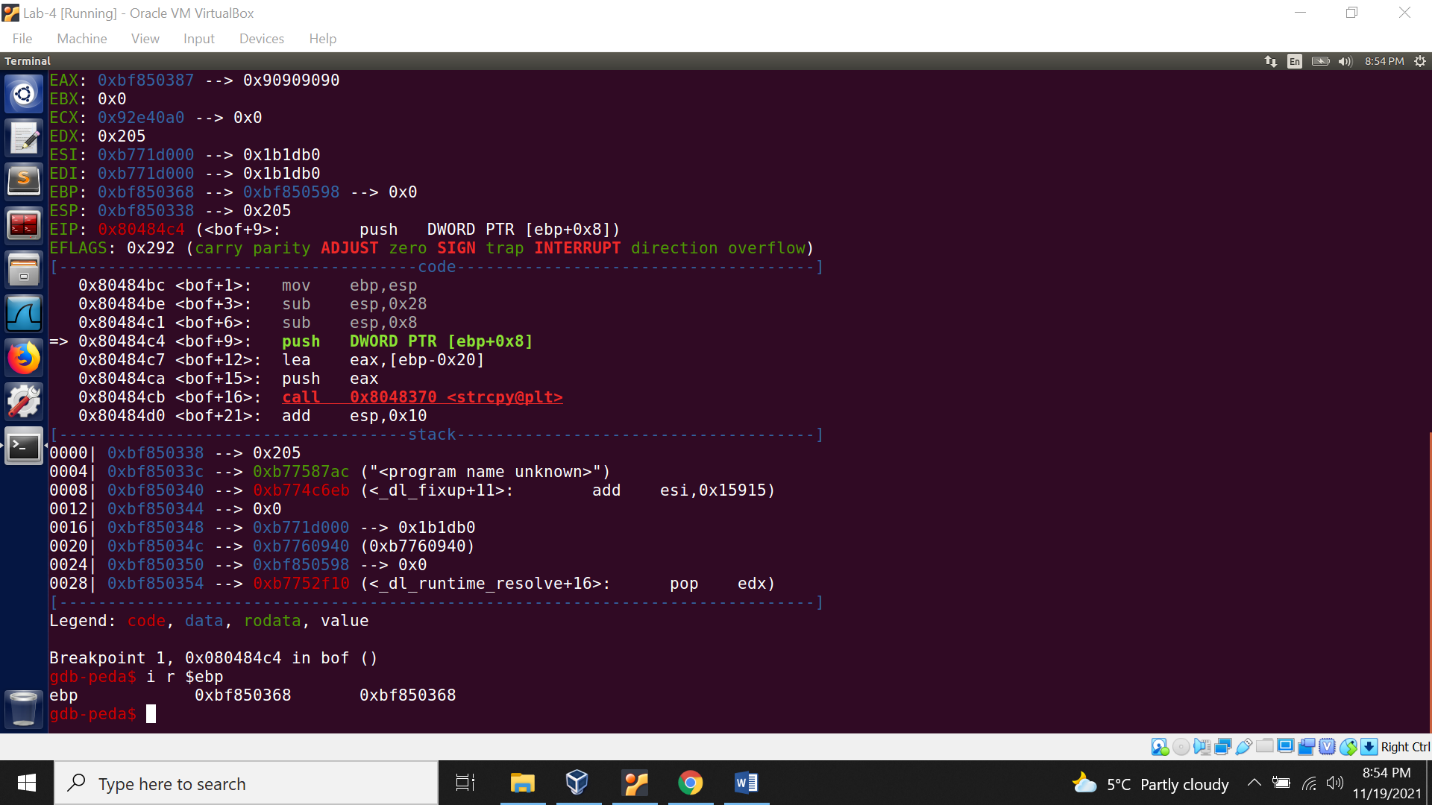 Lab-4 [Running] - Oracle VM VirtualBox
File Machine View Input Devices Help
Terminal En 8:54 PM
EAX: 0xbf850387 --> 0x90909090
EBX: 0x0
ECX: 0x92e40a0 --> 0x0
EDX: 0x205
ESI: 0xb771d000 --> 0x1b1db0
EDI: 0xb771d000 --> 0x1b1db0
EBP: 0xbf850368 --> 0xbf850598 --> 0x0
ESP: 0xbf850338 --> 0x205
EIP: 0x80484c4 (<bof+9>: push DWORD PTR [ebp+0x8])
EFLAGS: 0x292 (carry parity ADJUST zero SIGN trap INTERRUPT direction overflow)
[-------------------------------------code-------------------------------------]
0x80484bc <bof+1>: mov ebp,esp
0x80484be <bof+3>: sub esp,0x28
0x80484c1 <bof+6>: sub esp,0x8
=> 0x80484c4 <bof+9>: push DWORD PTR [ebp+0x8]
0x80484c7 <bof+12>: lea eax,[ebp-0x20]
0x80484ca <bof+15>: push eax
0x80484cb <bof+16>: call 0x8048370 <strcpy@plt>
0x80484d0 <bof+21>: add esp,0x10
[------------------------------------stack-------------------------------------]
0000| 0xbf850338 --> 0x205
0004| 0xbf85033c --> 0xb77587ac ("<program name unknown>")
0008| 0xbf850340 --> 0xb774c6eb (<_dl_fixup+11>: add esi,0x15915)
0012| 0xbf850344 --> 0x0
0016| 0xbf850348 --> 0xb771d000 --> 0x1b1db0
0020| 0xbf85034c --> 0xb7760940 (0xb7760940)
0024| 0xbf850350 --> 0xbf850598 --> 0x0
0028| 0xbf850354 --> 0xb7752f10 (<_dl_runtime_resolve+16>: pop edx)
[------------------------------------------------------------------------------]
Legend: code, data, rodata, value
Breakpoint 1, 0x080484c4 in bof ()
gdb-peda$ i r $ebp
ebp 0xbf850368 0xbf850368
gdb-peda$
Right Ctrl
Type here to search 5°C Partly cloudy 8:54 PM
11/19/2021